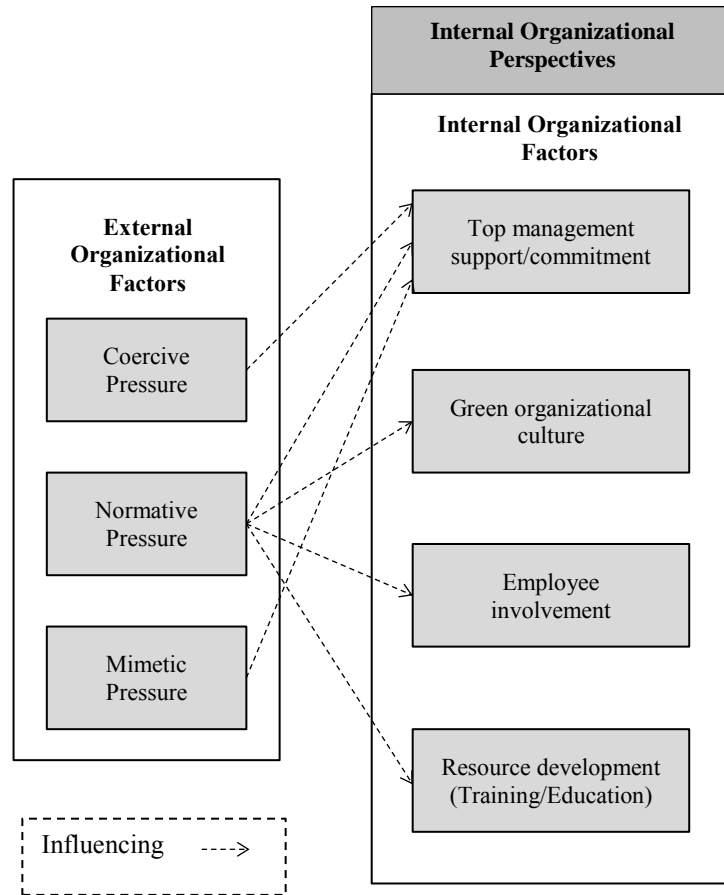 Internal Organizational
Perspectives
Internal Organizational
Factors
External
Organizational
Factors
Top management
support/commitment
Coercive
Pressure
Green organizational
culture
Normative
Pressure
Employee
involvement
Mimetic
Pressure
Resource development
(Training/Education)
Influencing